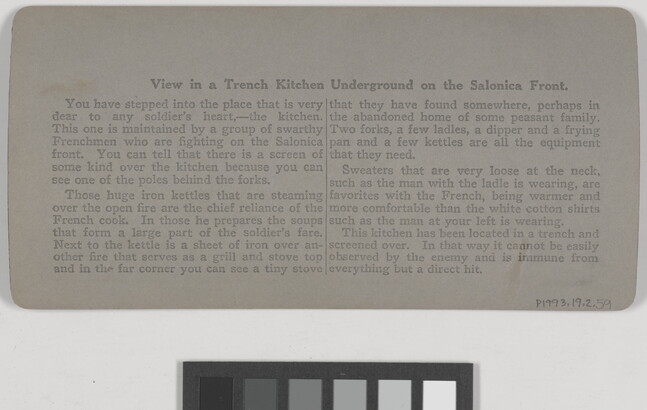 View in a Trench Kitchen Underground on the Salonica Front.
You have stepped into the place that is very
dear to any soldier's heart,—the kitchen.
This one is maintained by a group of swarthy
Frenchmen who are fighting on the Salonica
front. You can tell that there is a screen of
some kind over the kitchen because you can
see one of the poles behind the forks.
Those huge iron kettles that are steaming
over the open fire are the chief reliance of the
French cook. In those he prepares the soups
that form a large part of the soldier's fare.
Next to the kettle is a sheet of iron over an-
other fire that serves as a grill and stove top
and in the far corner you can see a tiny stove
that they have found somewhere, perhaps in
the abandoned home of some peasant family.
Two forks, a few ladles, a dipper and a frying
pan and a few kettles are all the equipment
that they need.
Sweaters that are very loose at the neck,
such as the man with the ladle is wearing, are
favorites with the French, being warmer and
more comfortable than the white cotton shirts
such as the man at your left is wearing.
This kitchen has been located in a trench and
screened over. In that way it cannot be easily
observed by the enemy and is immune from
everything but a direct hit.
P1993.19.2.59